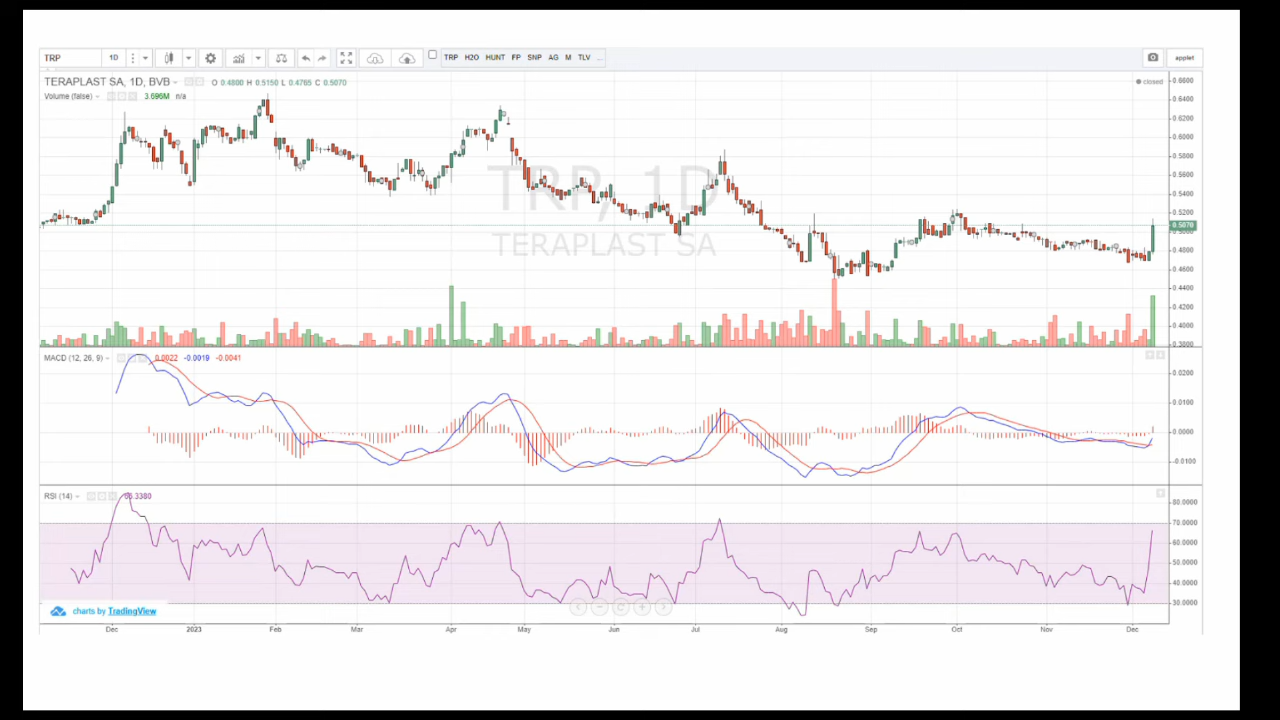 TRP 1D TRP H2O HUNT FP SNP AG M TLV ... applet
TERAPLAST SA, 1D, BVB O 0.4800 H 0.5150 L 0.4765 C 0.5070 closed
Volume (false) 3.696M n/a
0.6600
0.6400
0.6200
0.6000
0.5800
0.5600
0.5400
0.5200
0.5070
0.5000
0.4800
0.4600
0.4400
0.4200
0.4000
0.3800
TRP, 1D
TERAPLAST SA
MACD (12, 26, 9) 0.0022 -0.0019 -0.0041
0.0200
0.0100
0.0000
-0.0100
RSI (14) 66.3380
80.0000
70.0000
60.0000
50.0000
40.0000
30.0000
charts by TradingView
Dec 2023 Feb Mar Apr May Jun Jul Aug Sep Oct Nov Dec